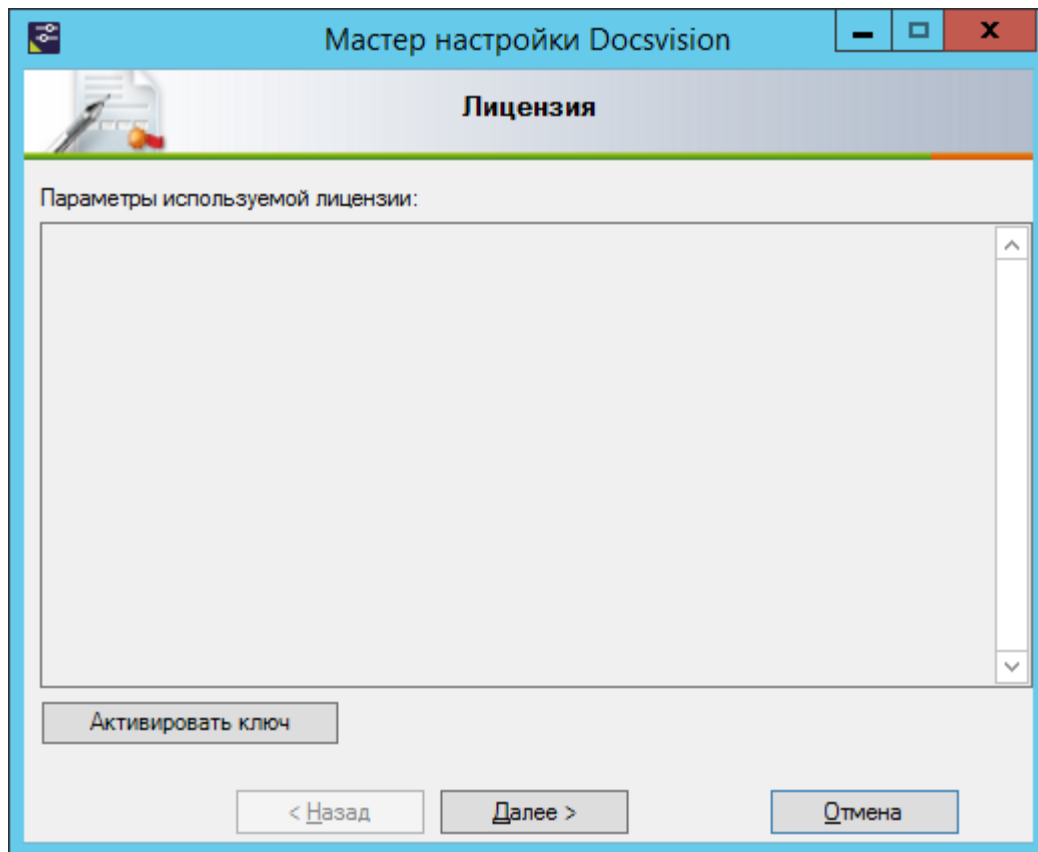 Мастер настройки Docsvision
Лицензия
Параметры используемой лицензии:
Активировать ключ
< Назад Далее > Отмена